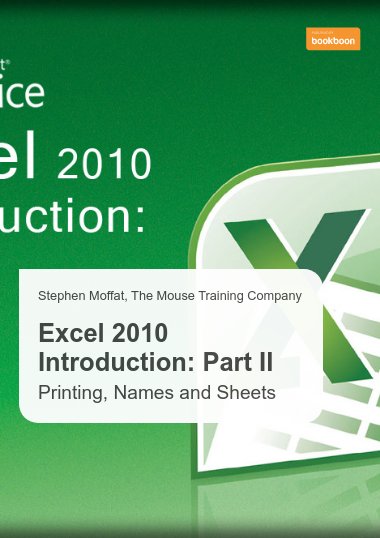 bookboon
t®
ice
el 2010
uction:
Stephen Moffat, The Mouse Training Company
Excel 2010
Introduction: Part II
Printing, Names and Sheets